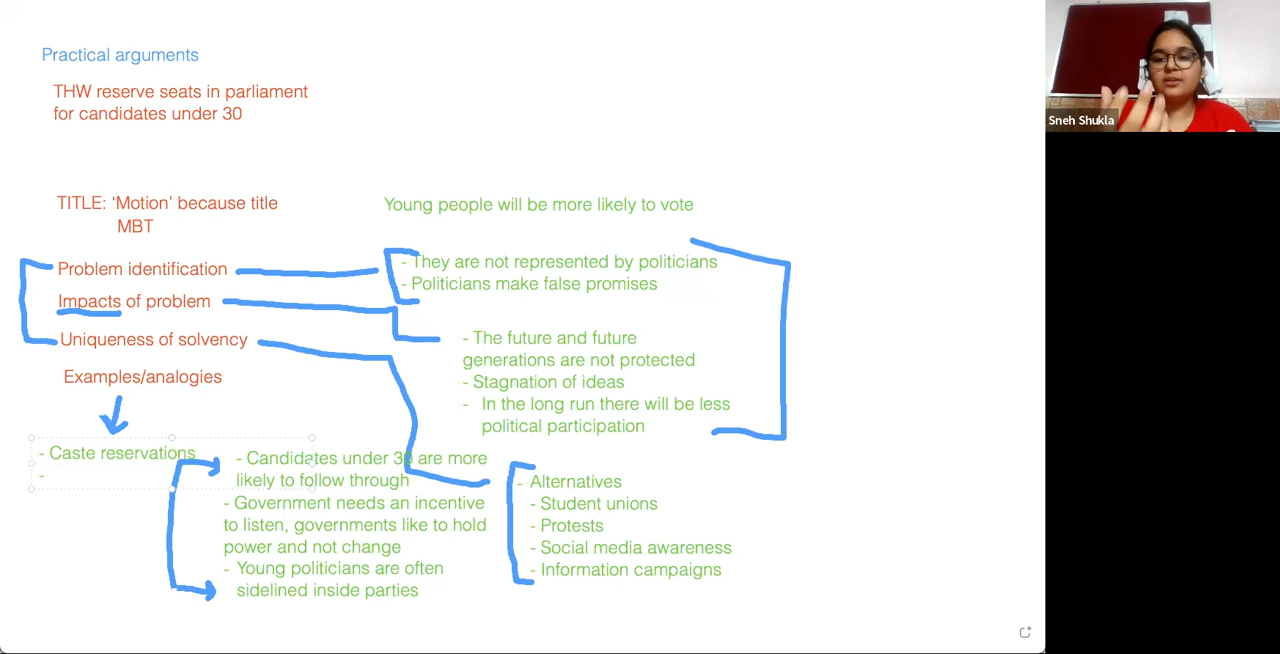 Practical arguments
THW reserve seats in parliament
for candidates under 30
TITLE: ‘Motion’ because title
MBT
Problem identification
Impacts of problem
Uniqueness of solvency
Examples/analogies
- Caste reservations
-
Young people will be more likely to vote
- They are not represented by politicians
- Politicians make false promises
- The future and future
generations are not protected
- Stagnation of ideas
- In the long run there will be less
political participation
- Candidates under 30 are more
likely to follow through
- Government needs an incentive
to listen, governments like to hold
power and not change
- Young politicians are often
sidelined inside parties
- Alternatives
- Student unions
- Protests
- Social media awareness
- Information campaigns
Sneh Shukla